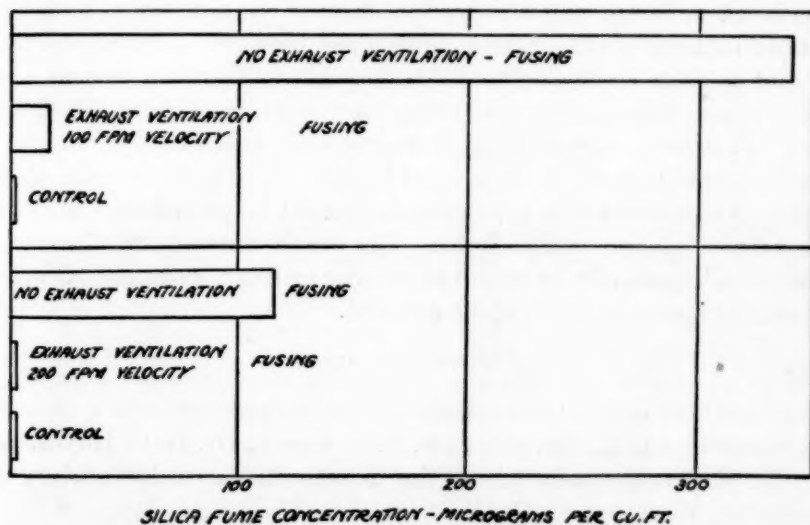 NO EXHAUST VENTILATION - FUSING
EXHAUST VENTILATION
100 FPM VELOCITY FUSING
CONTROL
NO EXHAUST VENTILATION FUSING
EXHAUST VENTILATION
200 FPM VELOCITY FUSING
CONTROL
100 200 300
SILICA FUME CONCENTRATION - MICROGRAMS PER CU.FT.